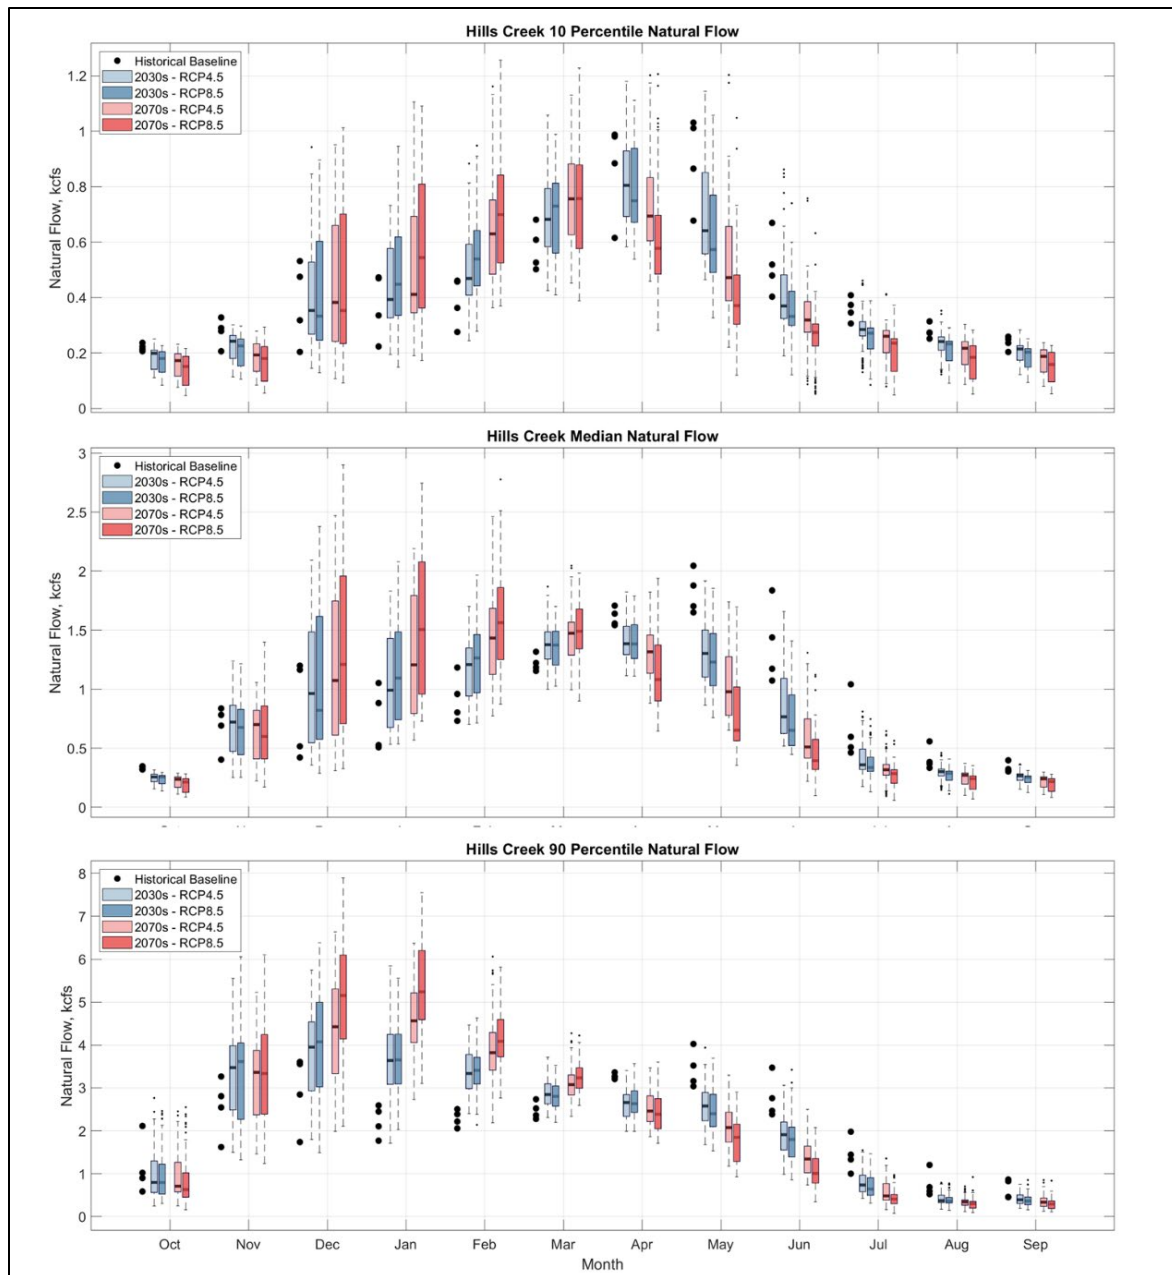 Hills Creek 10 Percentile Natural Flow
Natural Flow, kcfs
1.2
1
0.8
0.6
0.4
0.2
0
Historical Baseline
2030s - RCP4.5
2030s - RCP8.5
2070s - RCP4.5
2070s - RCP8.5
Hills Creek Median Natural Flow
Natural Flow, kcfs
3
2.5
2
1.5
1
0.5
0
Historical Baseline
2030s - RCP4.5
2030s - RCP8.5
2070s - RCP4.5
2070s - RCP8.5
Hills Creek 90 Percentile Natural Flow
Natural Flow, kcfs
8
7
6
5
4
3
2
1
0
Historical Baseline
2030s - RCP4.5
2030s - RCP8.5
2070s - RCP4.5
2070s - RCP8.5
Oct Nov Dec Jan Feb Mar Apr May Jun Jul Aug Sep
Month